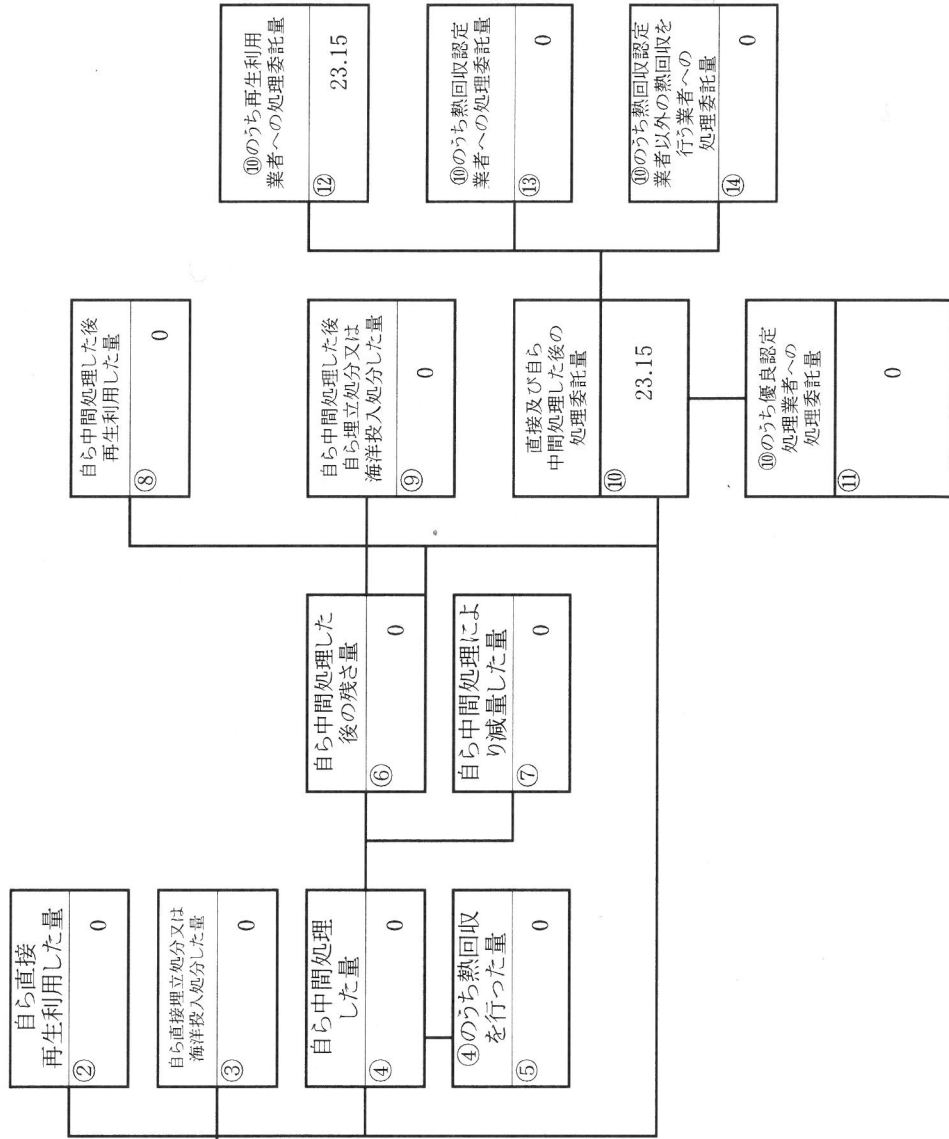 自ら直接
再生利用した量
②
0
自ら直接埋立処分又は
海洋投入処分した量
③
0
自ら中間処理
した量
④
0
④のうち熱回収
を行った量
⑤
0
自ら中間処理した
後の残さ量
⑥
0
自ら中間処理によ
り減量した量
⑦
0
自ら中間処理した後
再生利用した量
⑧
0
自ら中間処理した後
自ら埋立処分又は
海洋投入処分した量
⑨
0
直接及び自ら
中間処理した後の
処理委託量
⑩
23.15
⑩のうち優良認定
処理業者への
処理委託量
⑪
0
⑩のうち再生利用
業者への処理委託量
⑫
23.15
⑩のうち熱回収認定
業者への処理委託量
⑬
0
⑩のうち熱回収認定
業者以外の熱回収を
行う業者への
処理委託量
⑭
0